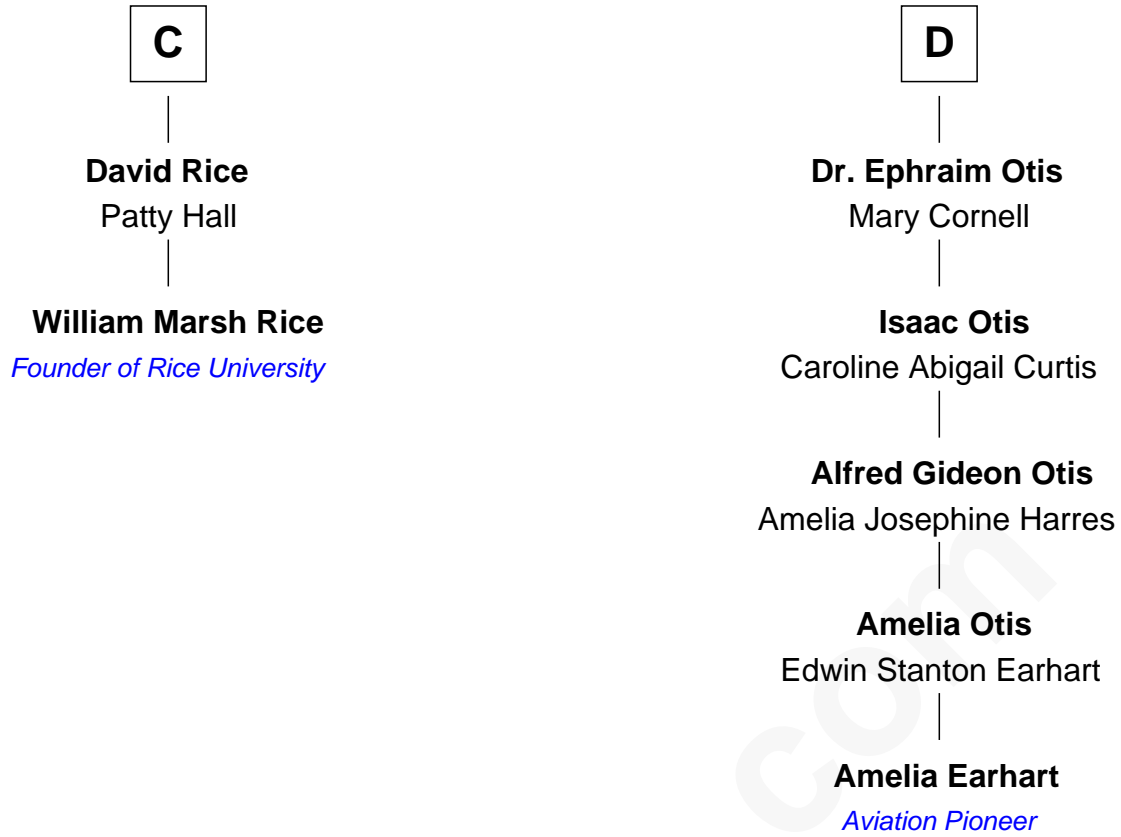 C
David Rice
Patty Hall
William Marsh Rice
Founder of Rice University
D
Dr. Ephraim Otis
Mary Cornell
Isaac Otis
Caroline Abigail Curtis
Alfred Gideon Otis
Amelia Josephine Harres
Amelia Otis
Edwin Stanton Earhart
Amelia Earhart
Aviation Pioneer
com